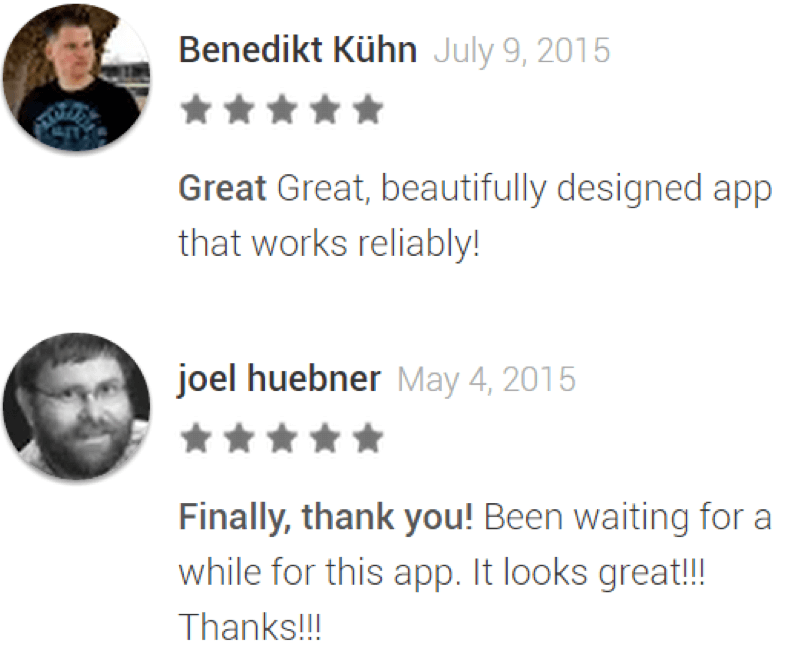 Benedikt Kühn July 9, 2015
Great Great, beautifully designed app
that works reliably!
joel huebner May 4, 2015
Finally, thank you! Been waiting for a
while for this app. It looks great!!!
Thanks!!!